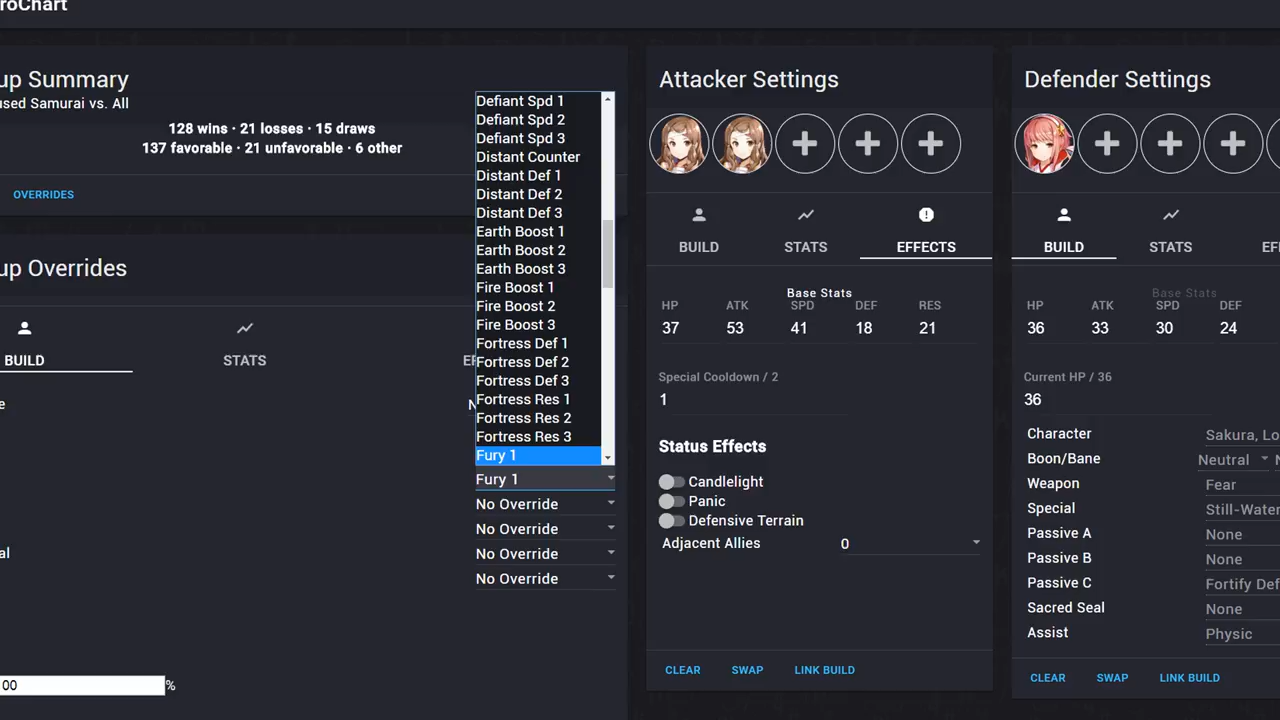 roChart
up Summary
used Samurai vs. All
128 wins · 21 losses · 15 draws
137 favorable · 21 unfavorable · 6 other
OVERRIDES
up Overrides
BUILD
STATS
EF
e
N
al
00
%
Defiant Spd 1
Defiant Spd 2
Defiant Spd 3
Distant Counter
Distant Def 1
Distant Def 2
Distant Def 3
Earth Boost 1
Earth Boost 2
Earth Boost 3
Fire Boost 1
Fire Boost 2
Fire Boost 3
Fortress Def 1
Fortress Def 2
Fortress Def 3
Fortress Res 1
Fortress Res 2
Fortress Res 3
Fury 1
Fury 1
No Override
No Override
No Override
No Override
Attacker Settings
BUILD STATS EFFECTS
Base Stats
HP ATK SPD DEF RES
37 53 41 18 21
Special Cooldown / 2
1
Status Effects
Candlelight
Panic
Defensive Terrain
Adjacent Allies 0
CLEAR SWAP LINK BUILD
Defender Settings
BUILD STATS EF
Base Stats
HP ATK SPD DEF
36 33 30 24
Current HP / 36
36
Character Sakura, Lo
Boon/Bane Neutral N
Weapon Fear
Special Still-Water
Passive A None
Passive B None
Passive C Fortify Def
Sacred Seal None
Assist Physic
CLEAR SWAP LINK BUILD